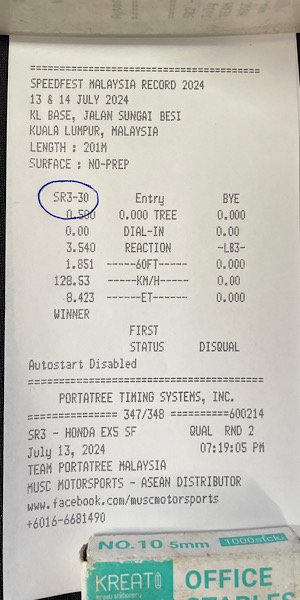 ================================
SPEEDFEST MALAYSIA RECORD 2024
13 & 14 JULY 2024
KL BASE, JALAN SUNGAI BESI
KUALA LUMPUR, MALAYSIA
LENGTH : 201M
SURFACE : NO-PREP
SR3-30 Entry BYE
0.500 0.000 TREE 0.000
0.00 DIAL-IN 0.00
3.540 REACTION -LB3-
1.851 -----60FT----- 0.000
128.53 -----KM/H----- 0.00
8.423 ------ET------ 0.000
WINNER
FIRST
STATUS DISQUAL
Autostart Disabled
================================
PORTATREE TIMING SYSTEMS, INC.
============= 347/348 ==========600214
SR3 - HONDA EX5 SF QUAL RND 2
July 13, 2024 07:19:05 PM
TEAM PORTATREE MALAYSIA
MUSC MOTORSPORTS - ASEAN DISTRIBUTOR
www.facebook.com/muscmotorsports
+6016-6681490
NO.10 5mm 1000's(ck)
KREATO OFFICE
kreatio stationery STAPLES